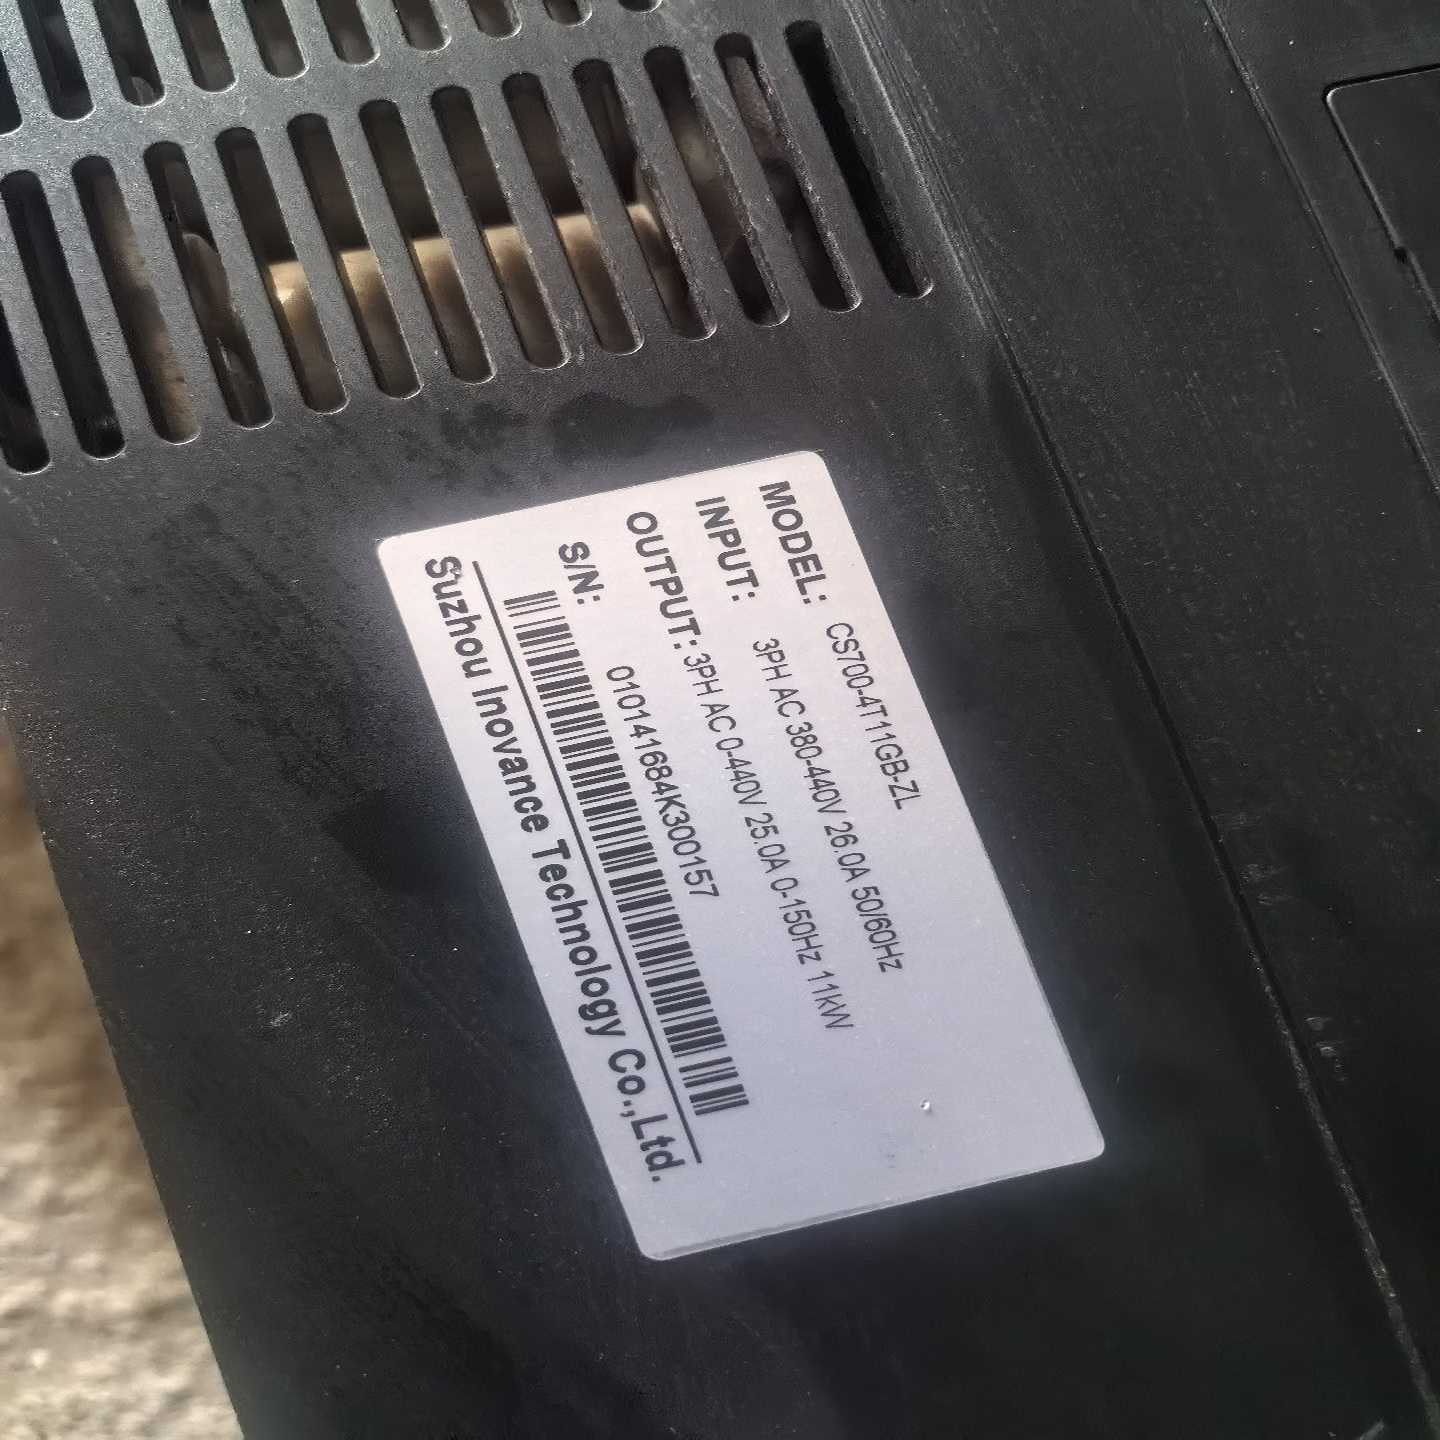 MODEL: CS700-4T11GB-ZL
INPUT: 3PH AC 380-440V 26.0A 50/60Hz
OUTPUT: 3PH AC 0-440V 25.0A 0-150Hz 11kW
S/N: 010141684K300157
Suzhou Inovance Technology Co.,Ltd.